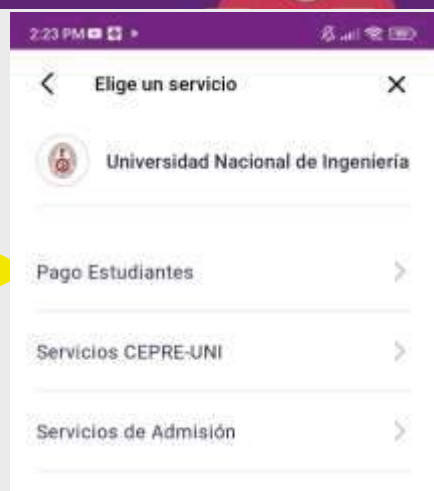 2:23 PM
Elige un servicio
Universidad Nacional de Ingeniería
Pago Estudiantes
Servicios CEPRE-UNI
Servicios de Admisión